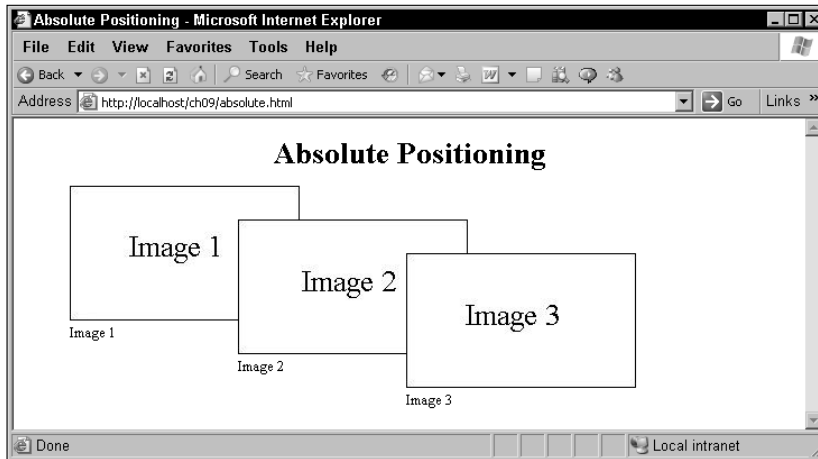 Absolute Positioning - Microsoft Internet Explorer
File Edit View Favorites Tools Help
Back Search Favorites W
Address http://localhost/ch09/absolute.html Go Links »
Absolute Positioning
Image 1
Image 2
Image 3
Image 1
Image 2
Image 3
Done Local intranet